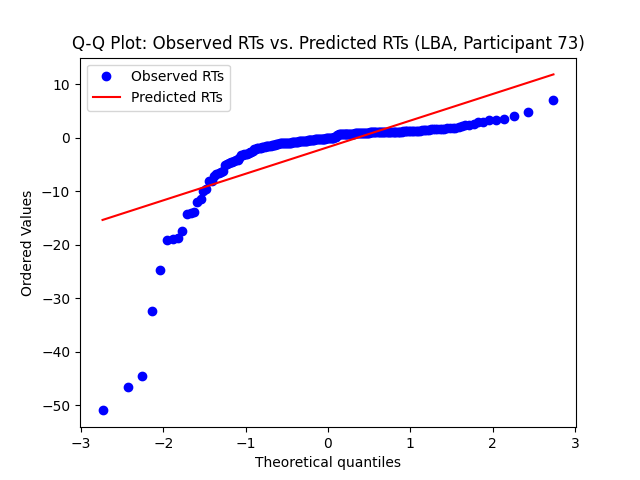 Q-Q Plot: Observed RTs vs. Predicted RTs (LBA, Participant 73)
Observed RTs
Predicted RTs
10
0
−10
−20
−30
−40
−50
Ordered Values
−3 −2 −1 0 1 2 3
Theoretical quantiles